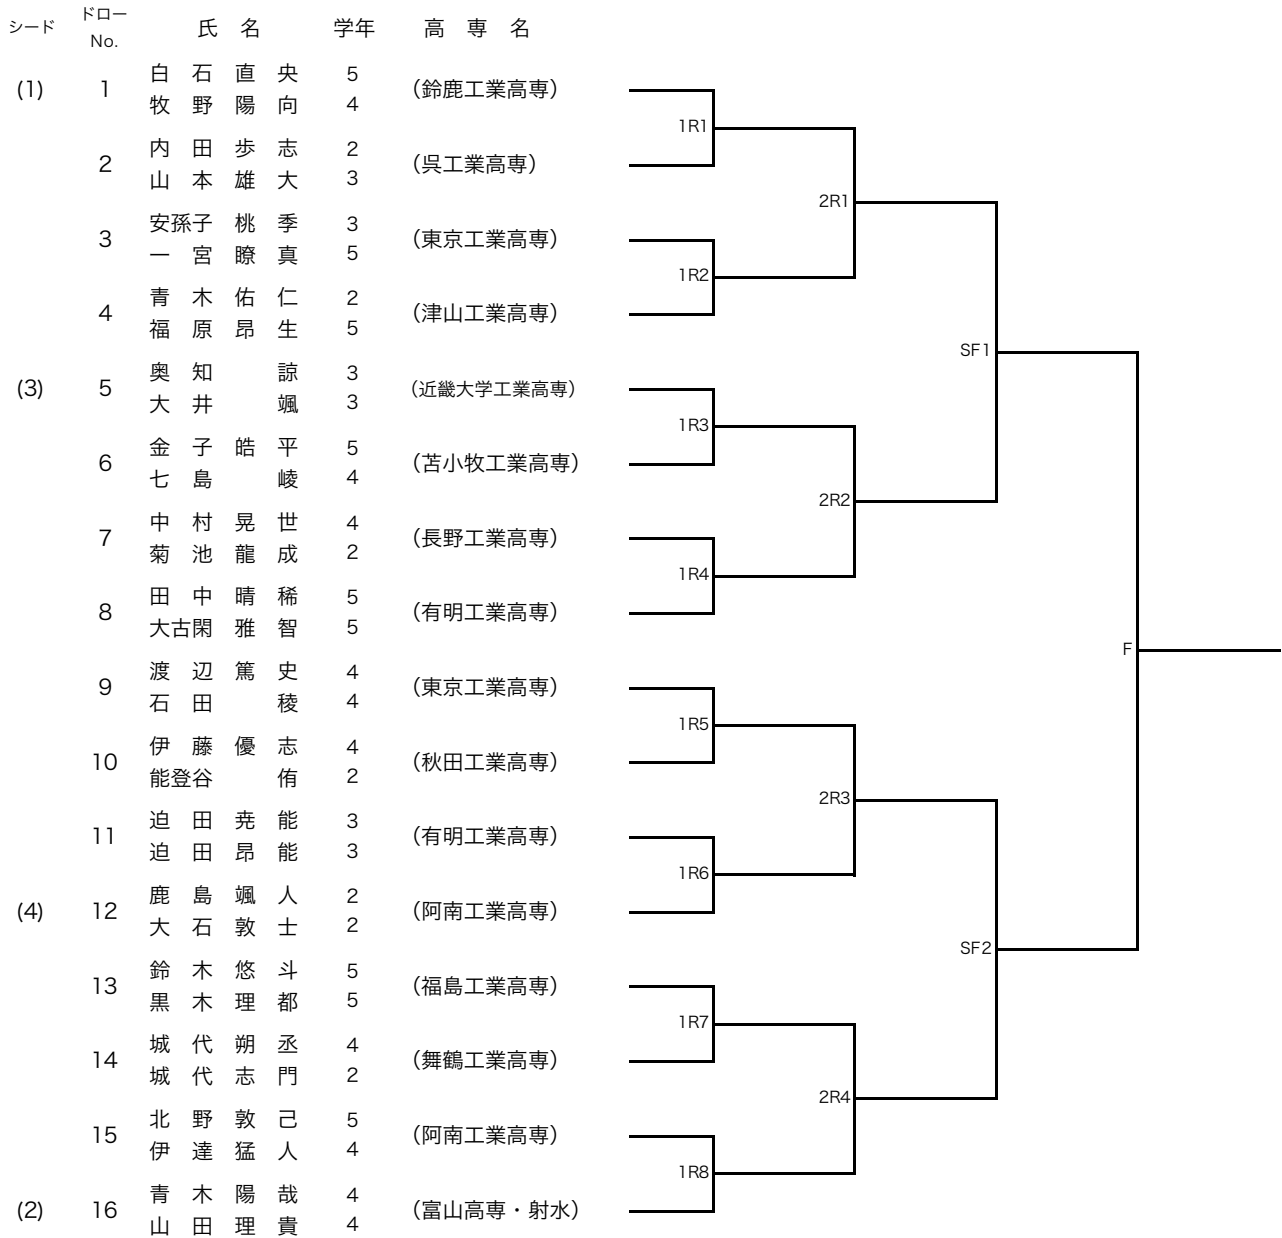 シード ドローNo. 氏 名 学年 高 専 名
(1) 1 白石直央 5 (鈴鹿工業高専)
牧野陽向 4
1R1
2 内田歩志 2 (呉工業高専)
山本雄大 3
2R1
3 安孫子桃季 3 (東京工業高専)
一宮瞭真 5
1R2
4 青木佑仁 2 (津山工業高専)
福原昂生 5
SF1
(3) 5 奥知 諒 3 (近畿大学工業高専)
大井 颯 3
1R3
6 金子皓平 5 (苫小牧工業高専)
七島 崚 4
2R2
7 中村晃世 4 (長野工業高専)
菊池龍成 2
1R4
8 田中晴稀 5 (有明工業高専)
大古閑雅智 5
F
9 渡辺篤史 4 (東京工業高専)
石田 稜 4
1R5
10 伊藤優志 4 (秋田工業高専)
能登谷 侑 2
2R3
11 迫田尭能 3 (有明工業高専)
迫田昂能 3
1R6
(4) 12 鹿島颯人 2 (阿南工業高専)
大石敦士 2
SF2
13 鈴木悠斗 5 (福島工業高専)
黒木理都 5
1R7
14 城代朔丞 4 (舞鶴工業高専)
城代志門 2
2R4
15 北野敦己 5 (阿南工業高専)
伊達猛人 4
1R8
(2) 16 青木陽哉 4 (富山高専・射水)
山田理貴 4